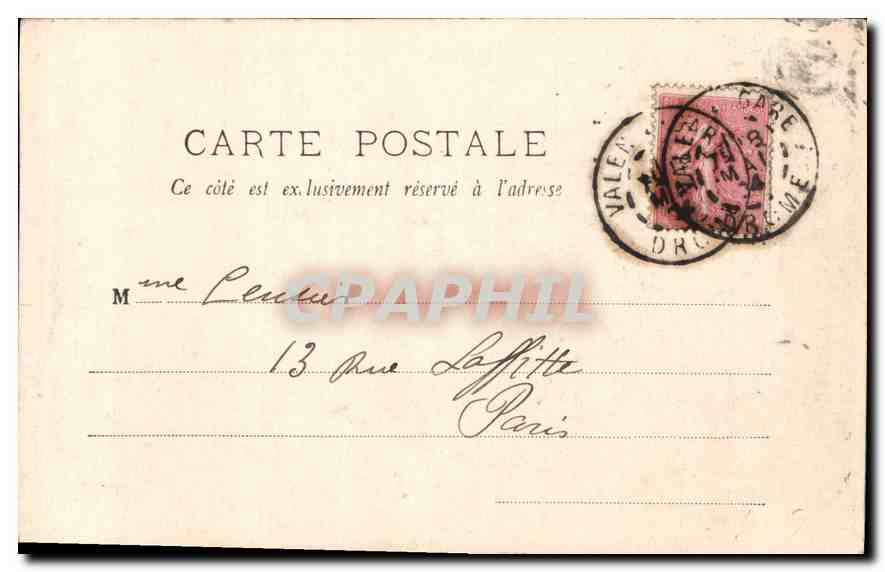 CARTE POSTALE
Ce côté est exclusivement réservé à l'adresse
Mme
CPAPHIL
13 Rue Laffitte
Paris
VALENCE GARE
DROME